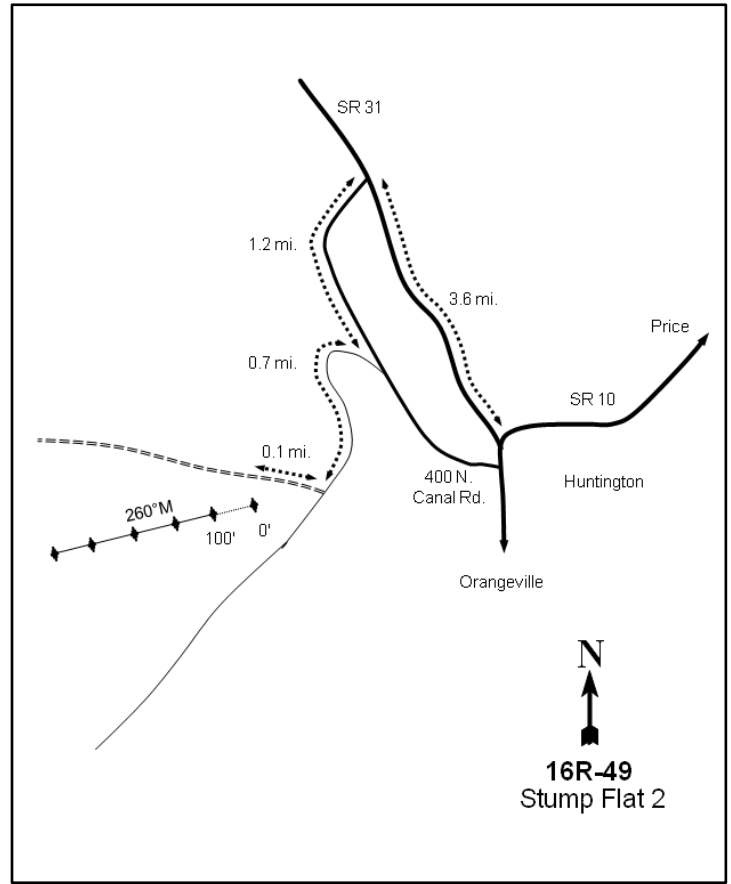 SR 31
1.2 mi.
3.6 mi.
Price
0.7 mi.
SR 10
0.1 mi.
400 N.
Canal Rd.
Huntington
260°M
100'
0'
Orangeville
N
16R-49
Stump Flat 2